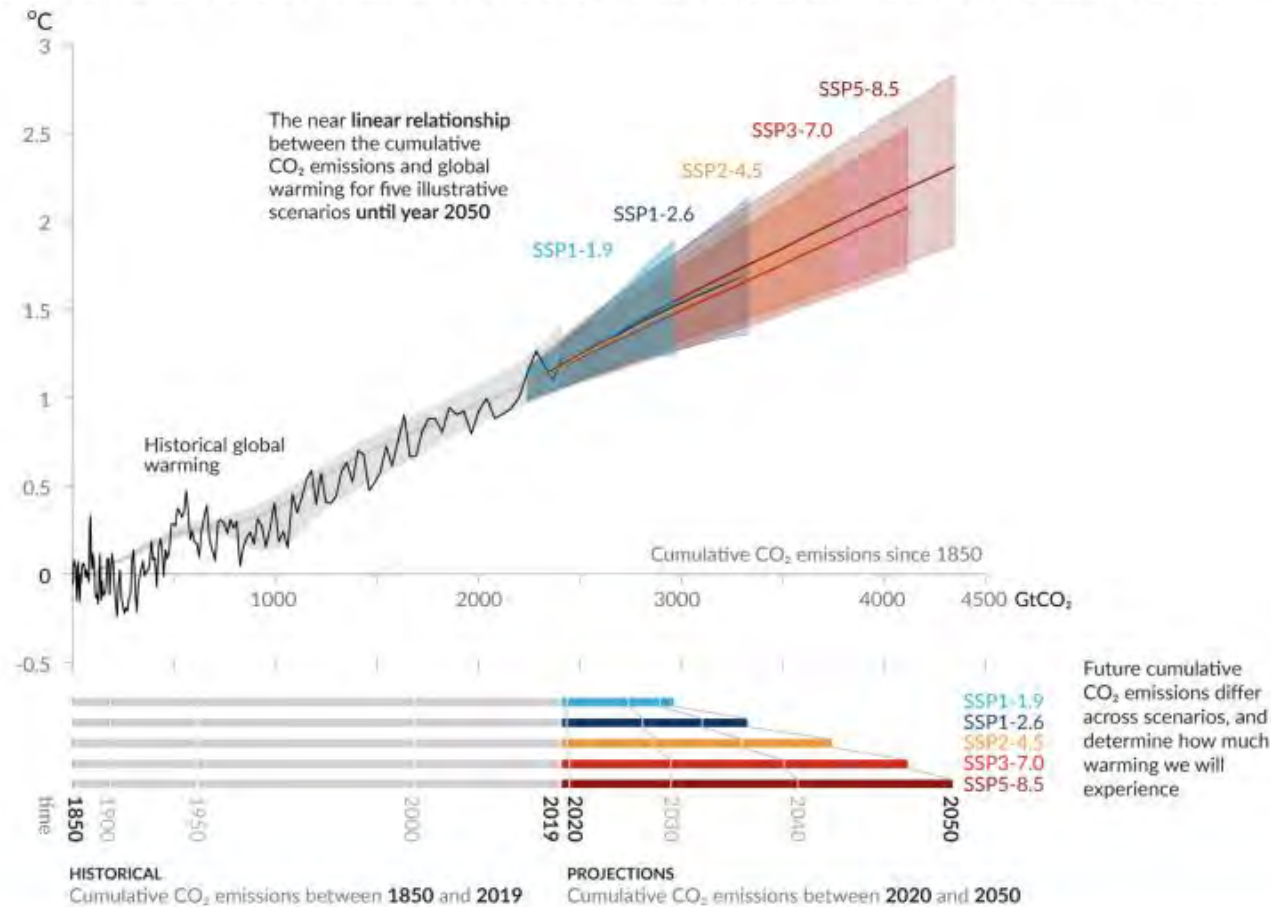 °C
3
2.5
2
1.5
1
0.5
0
-0.5
The near linear relationship
between the cumulative
CO₂ emissions and global
warming for five illustrative
scenarios until year 2050
SSP5-8.5
SSP3-7.0
SSP2-4.5
SSP1-2.6
SSP1-1.9
Historical global
warming
Cumulative CO₂ emissions since 1850
1000
2000
3000
4000
4500 GtCO₂
SSP1-1.9
SSP1-2.6
SSP2-4.5
SSP3-7.0
SSP5-8.5
Future cumulative
CO₂ emissions differ
across scenarios, and
determine how much
warming we will
experience
time
1850
1900
1950
2000
2019
2020
2030
2040
2050
HISTORICAL
Cumulative CO₂ emissions between 1850 and 2019
PROJECTIONS
Cumulative CO₂ emissions between 2020 and 2050